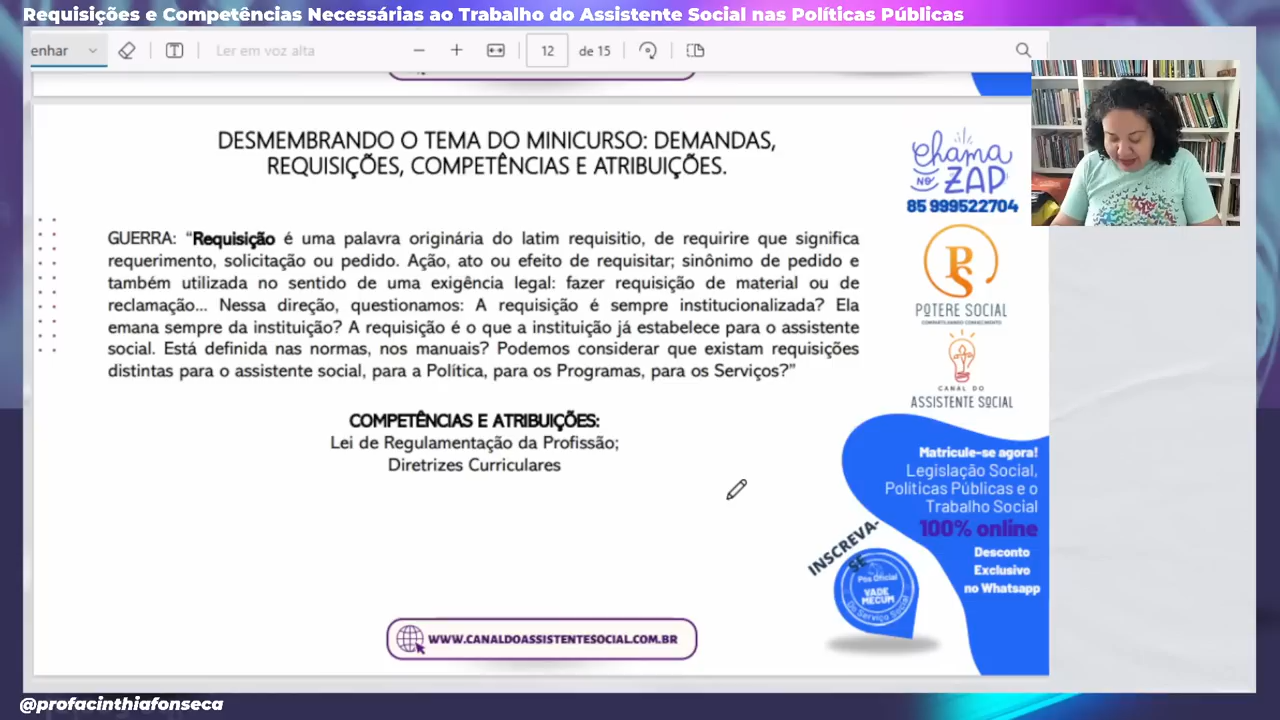 Requisições e Competências Necessárias ao Trabalho do Assistente Social nas Políticas Públicas
enhar
Ler em voz alta
12
de 15
DESMEMBRANDO O TEMA DO MINICURSO: DEMANDAS,
REQUISIÇÕES, COMPETÊNCIAS E ATRIBUIÇÕES.
GUERRA: “Requisição é uma palavra originária do latim requisitio, de requirire que significa
requerimento, solicitação ou pedido. Ação, ato ou efeito de requisitar; sinônimo de pedido e
também utilizada no sentido de uma exigência legal: fazer requisição de material ou de
reclamação... Nessa direção, questionamos: A requisição é sempre institucionalizada? Ela
emana sempre da instituição? A requisição é o que a instituição já estabelece para o assistente
social. Está definida nas normas, nos manuais? Podemos considerar que existam requisições
distintas para o assistente social, para a Política, para os Programas, para os Serviços?”
COMPETÊNCIAS E ATRIBUIÇÕES:
Lei de Regulamentação da Profissão;
Diretrizes Curriculares
chama
NO ZAP
85 999522704
PS
POTERE SOCIAL
COMPARTILHANDO CONHECIMENTO
CANAL DO
ASSISTENTE SOCIAL
Matricule-se agora!
Legislação Social,
Políticas Públicas e o
Trabalho Social
100% online
Desconto
Exclusivo
no Whatsapp
INSCREVA-
SE
Pós Oficial
VADE
MECUM
Do Serviço Social
WWW.CANALDOASSISTENTESOCIAL.COM.BR
@profacinthiafonseca